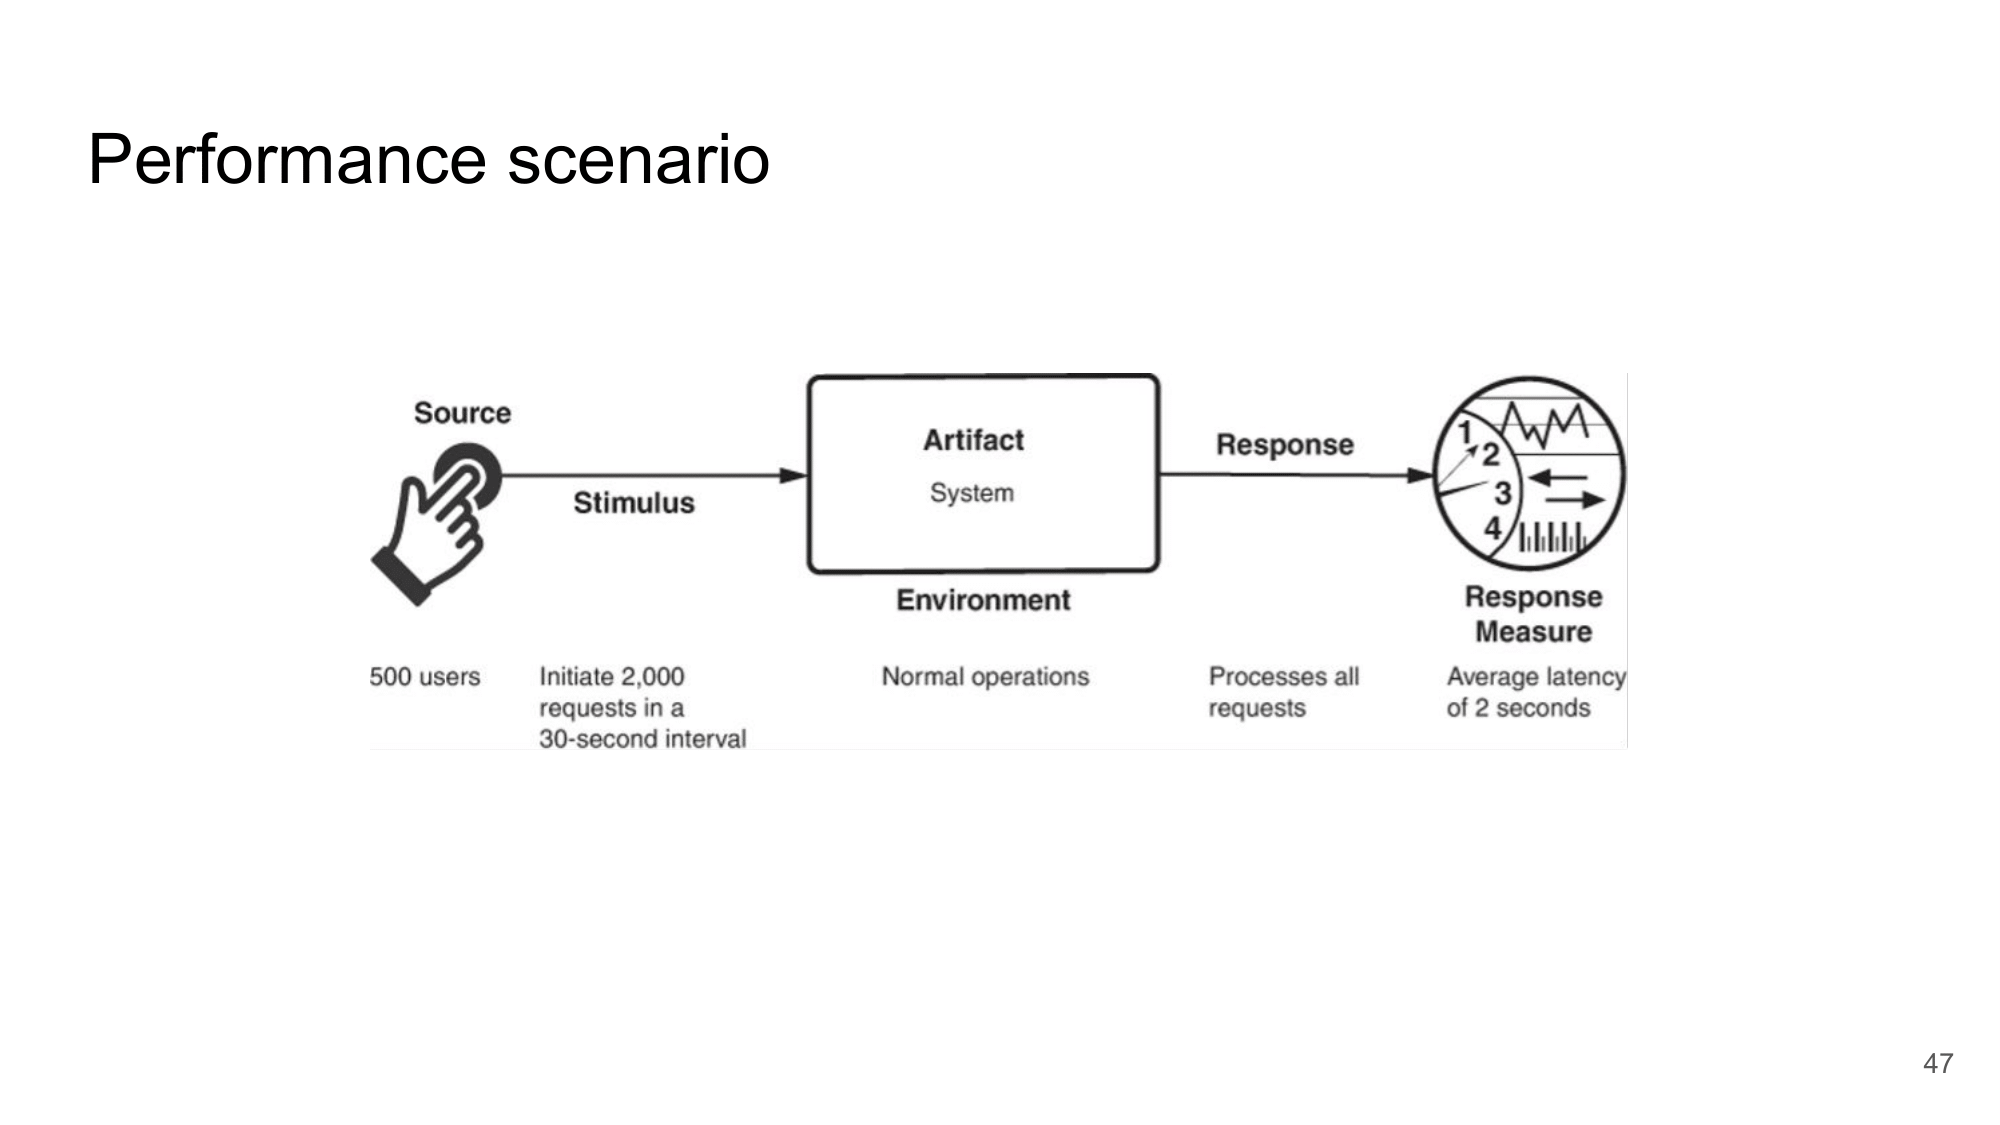 Performance scenario
Source
Stimulus
Artifact
System
Environment
Response
1
2
3
4
Response
Measure
500 users
Initiate 2,000
requests in a
30-second interval
Normal operations
Processes all
requests
Average latency
of 2 seconds
47